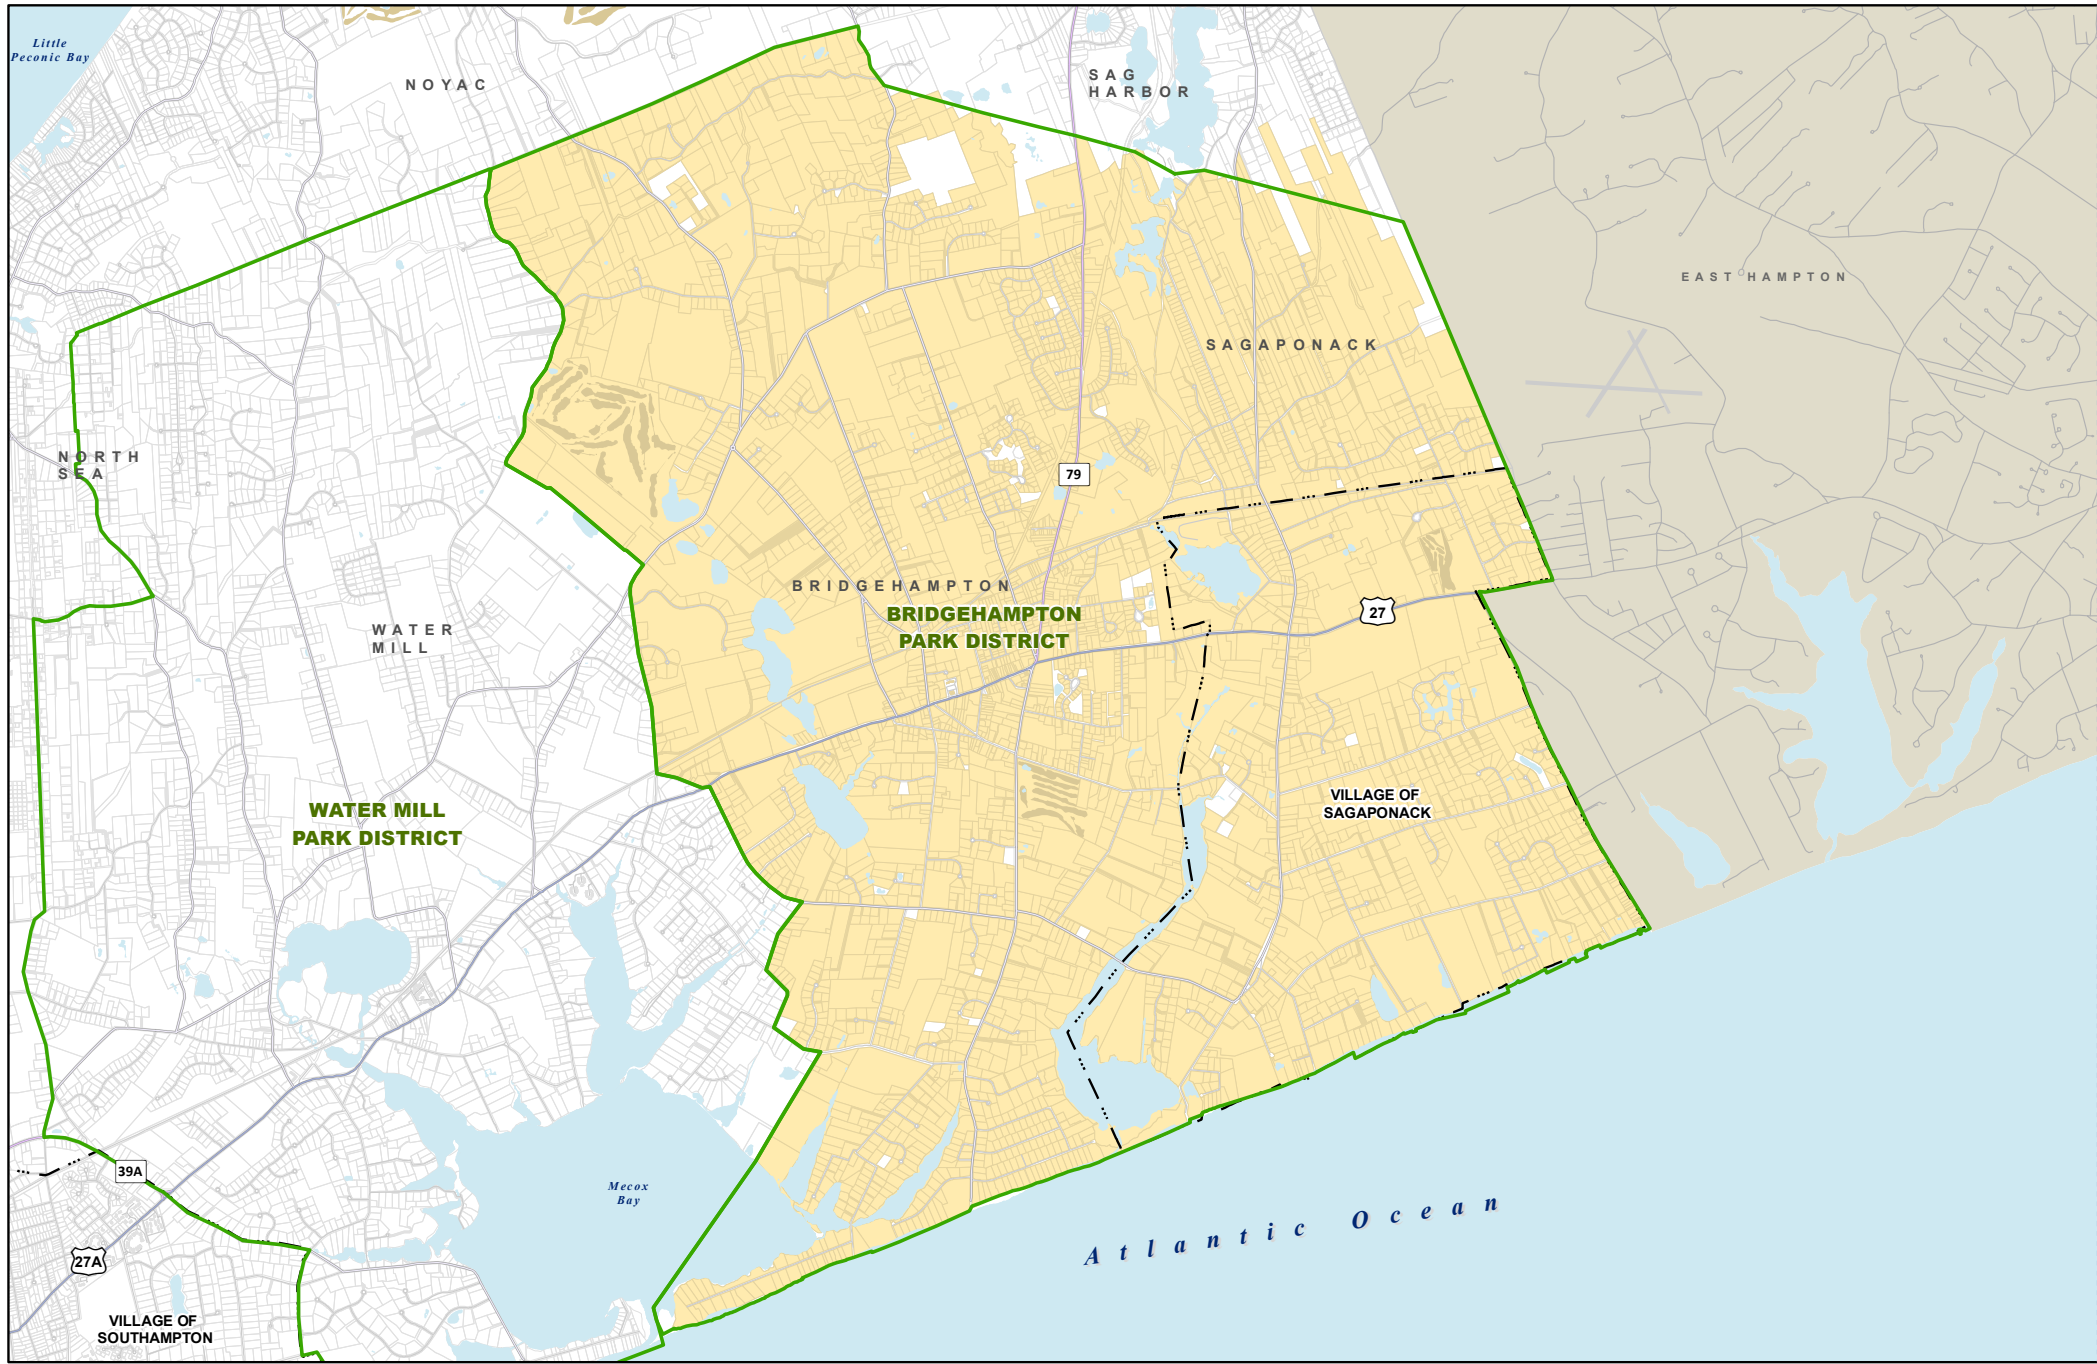 Little
Peconic Bay
NOYAC
SAG
HARBOR
EAST HAMPTON
SAGAPONACK
NORTH
SEA
79
BRIDGEHAMPTON
BRIDGEHAMPTON
PARK DISTRICT
27
WATER
MILL
WATER MILL
PARK DISTRICT
VILLAGE OF
SAGAPONACK
39A
Mecox
Bay
Atlantic Ocean
27A
VILLAGE OF
SOUTHAMPTON